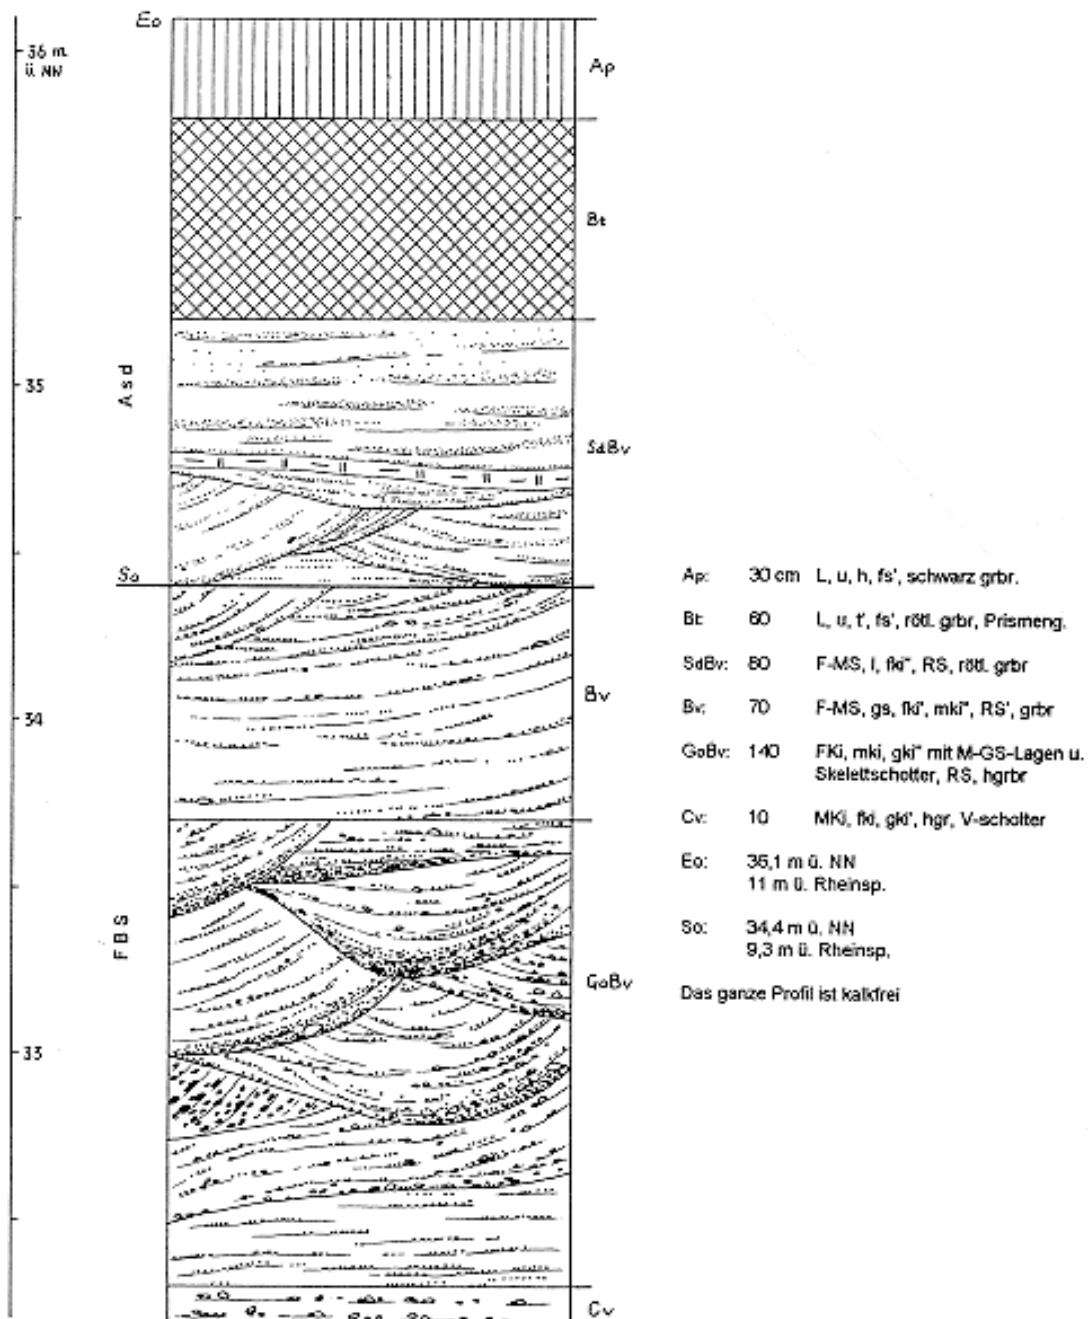 Eo
36 m
ü. NN
Ap
Bt
35
Asd
SdBv
So
34
Bv
FBS
GoBv
33
Cv
Ap: 30 cm L, u, h, fs', schwarz grbr.
Bt: 60 L, u, t', fs', rötl. grbr, Prismeng.
SdBv: 80 F-MS, l, fki", RS, rötl. grbr
Bv: 70 F-MS, gs, fki', mki", RS', grbr
GoBv: 140 FKi, mki, gki" mit M-GS-Lagen u.
Skelettschotter, RS, hgrbr
Cv: 10 MKi, fki, gki', hgr, V-schotter
Eo: 36,1 m ü. NN
11 m ü. Rheinsp.
So: 34,4 m ü. NN
9,3 m ü. Rheinsp.
Das ganze Profil ist kalkfrei